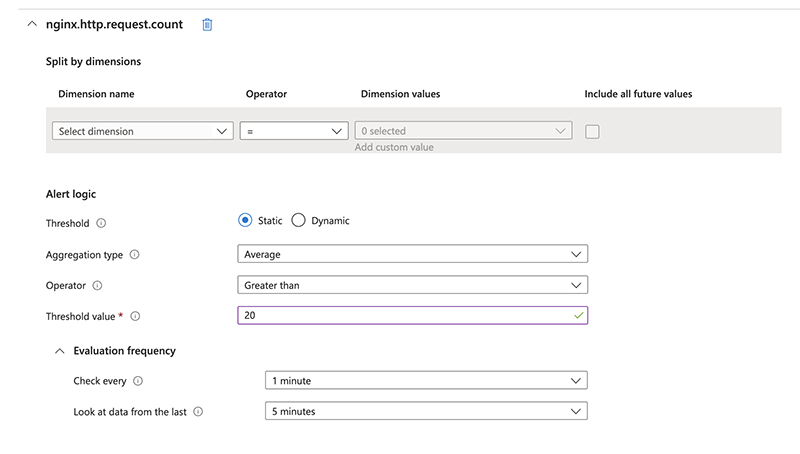 nginx.http.request.count
Split by dimensions
Dimension name Operator Dimension values Include all future values
Select dimension = 0 selected
Add custom value
Alert logic
Threshold Static Dynamic
Aggregation type Average
Operator Greater than
Threshold value * 20
Evaluation frequency
Check every 1 minute
Look at data from the last 5 minutes